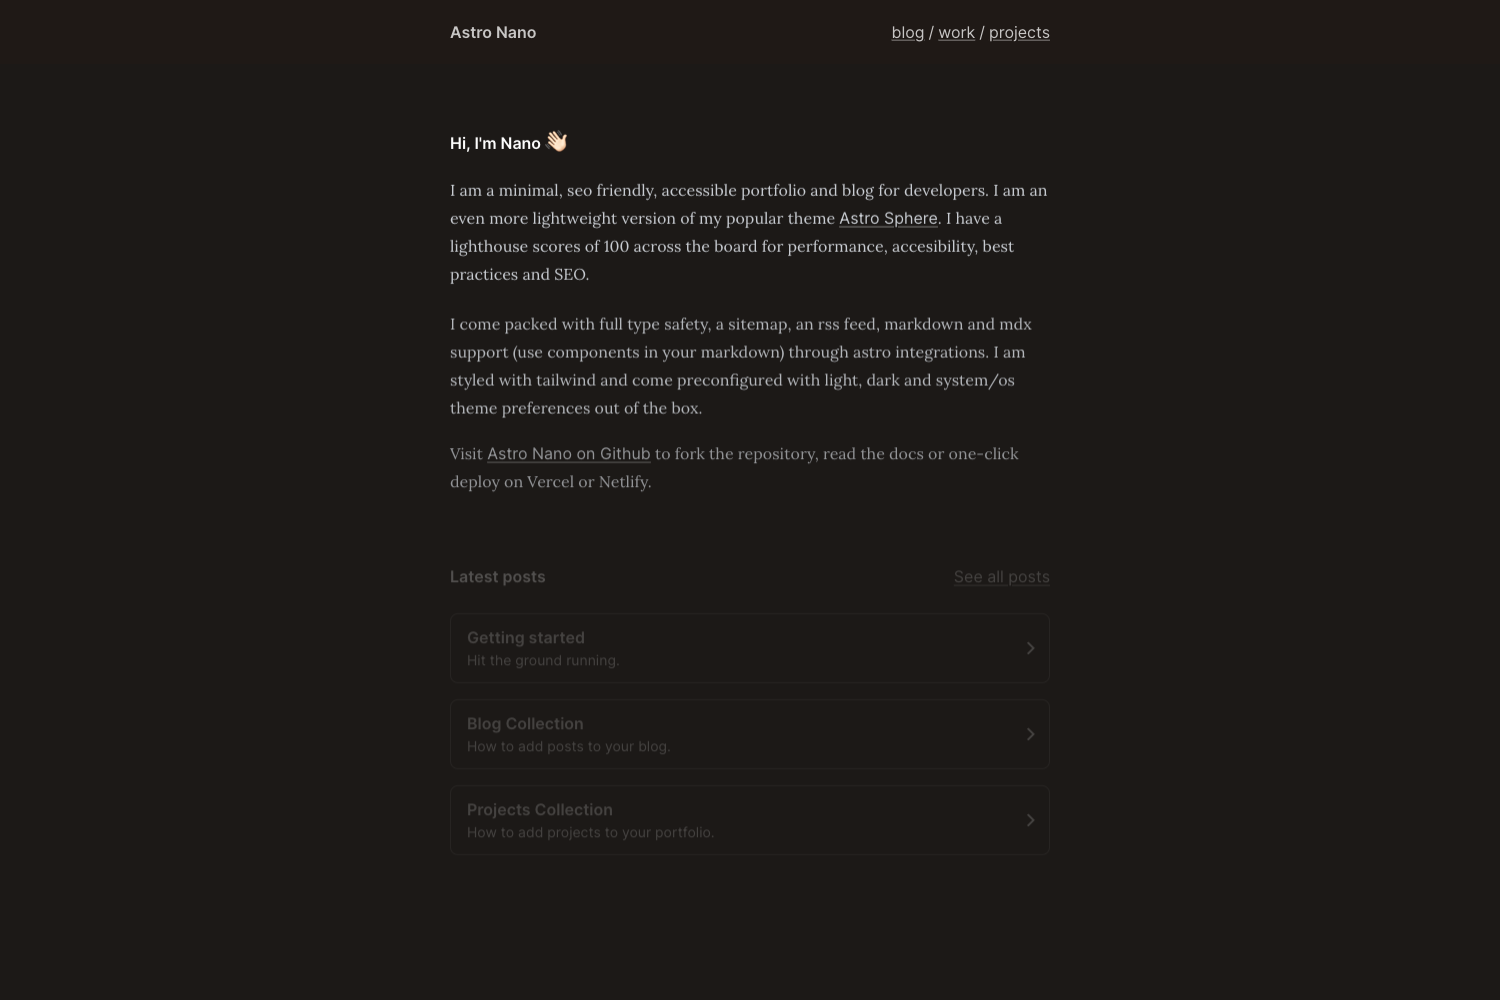 Astro Nano
blog / work / projects
Hi, I'm Nano 👋🏻
I am a minimal, seo friendly, accessible portfolio and blog for developers. I am an
even more lightweight version of my popular theme Astro Sphere. I have a
lighthouse scores of 100 across the board for performance, accesibility, best
practices and SEO.
I come packed with full type safety, a sitemap, an rss feed, markdown and mdx
support (use components in your markdown) through astro integrations. I am
styled with tailwind and come preconfigured with light, dark and system/os
theme preferences out of the box.
Visit Astro Nano on Github to fork the repository, read the docs or one-click
deploy on Vercel or Netlify.
Latest posts
See all posts
Getting started
Hit the ground running.
Blog Collection
How to add posts to your blog.
Projects Collection
How to add projects to your portfolio.